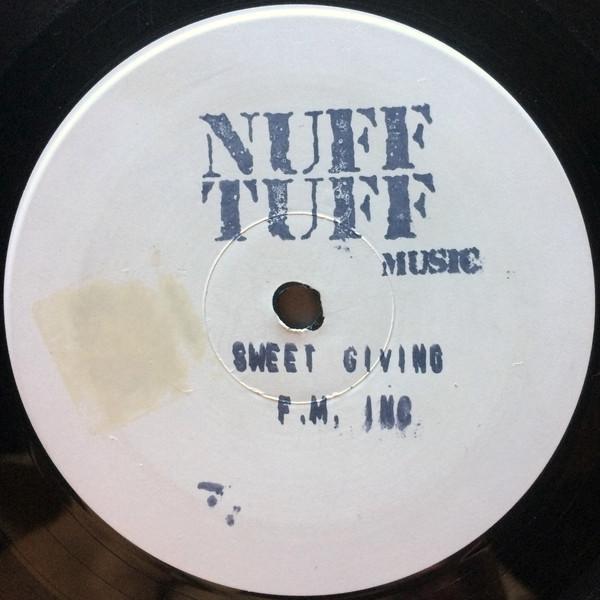 NUFF
TUFF
MUSIC
SWEET GIVING
F.M, INC